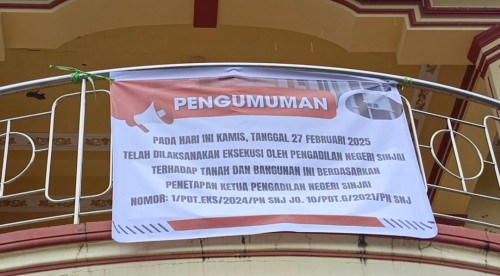 PENGUMUMAN
PADA HARI INI KAMIS, TANGGAL 27 FEBRUARI 2025
TELAH DILAKSANAKAN EKSEKUSI OLEH PENGADILAN NEGERI SINJAI
TERHADAP TANAH DAN BANGUNAN INI BERDASARKAN
PENETAPAN KETUA PENGADILAN NEGERI SINJAI
NOMOR: 1/PDT.EKS/2024/PN SNJ JO. 10/PDT.G/2021/PN SNJ